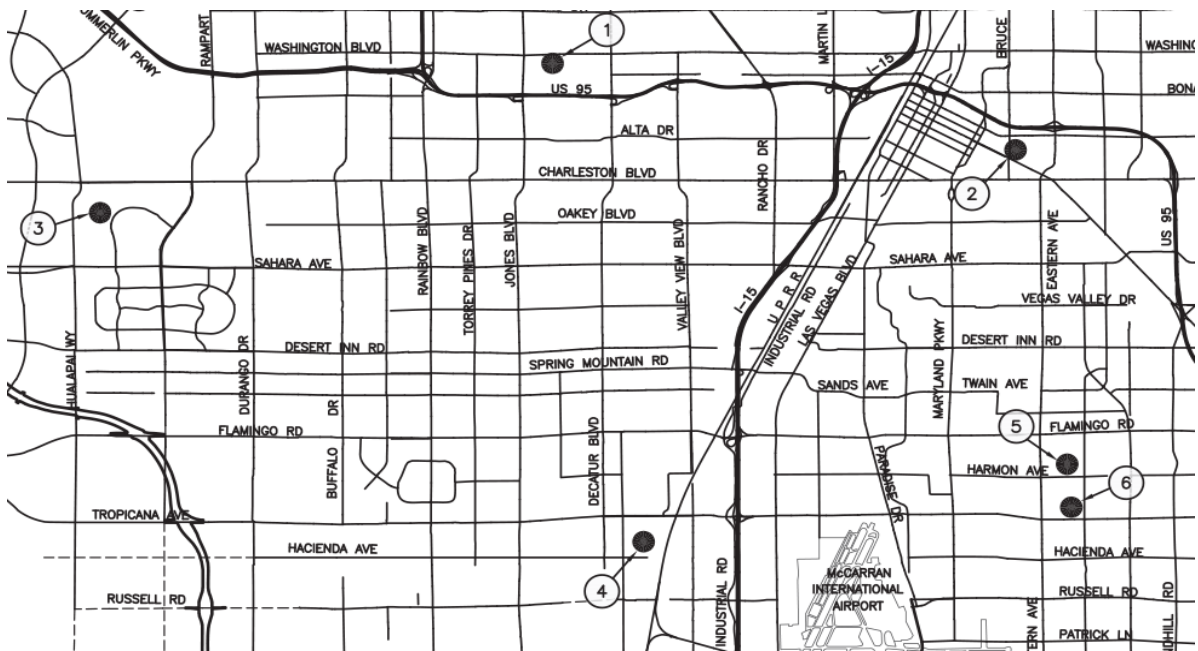 SUMMERLIN PKWY
RAMPART
WASHINGTON BLVD
1
MARTIN L
I-15
BRUCE
WASHING
US 95
BONA
ALTA DR
RANCHO DR
CHARLESTON BLVD
2
3
OAKEY BLVD
RAINBOW BLVD
TORREY PINES DR
JONES BLVD
VALLEY VIEW BLVD
EASTERN AVE
US 95
SAHARA AVE
SAHARA AVE
I-15
U P R R
INDUSTRIAL RD
LAS VEGAS BLVD
VEGAS VALLEY DR
HUALAPAI WY
DURANGO DR
DESERT INN RD
SPRING MOUNTAIN RD
DESERT INN RD
MARYLAND PKWY
SANDS AVE
TWAIN AVE
BUFFALO DR
FLAMINGO RD
DECATUR BLVD
5
FLAMINGO RD
PARADISE DR
HARMON AVE
6
TROPICANA AVE
HACIENDA AVE
4
INDUSTRIAL RD
McCARRAN
INTERNATIONAL
AIRPORT
HACIENDA AVE
RUSSELL RD
RUSSELL RD
ERN AVE
PATRICK LN
NDHILL RD